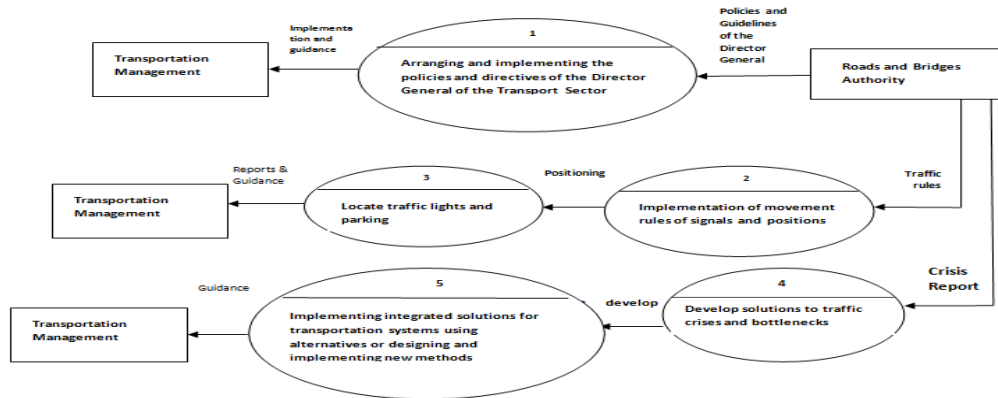 Implementa
tion and
guidance
1
Policies and
Guidelines
of the
Director
General
Transportation
Management
Arranging and implementing the
policies and directives of the Director
General of the Transport Sector
Roads and Bridges
Authority
Reports &
Guidance
3
Positioning
2
Traffic
rules
Transportation
Management
Locate traffic lights and
parking
Implementation of movement
rules of signals and positions
Guidance
5
develop
4
Crisis
Report
Transportation
Management
Implementing integrated solutions for
transportation systems using
alternatives or designing and
implementing new methods
Develop solutions to traffic
crises and bottlenecks